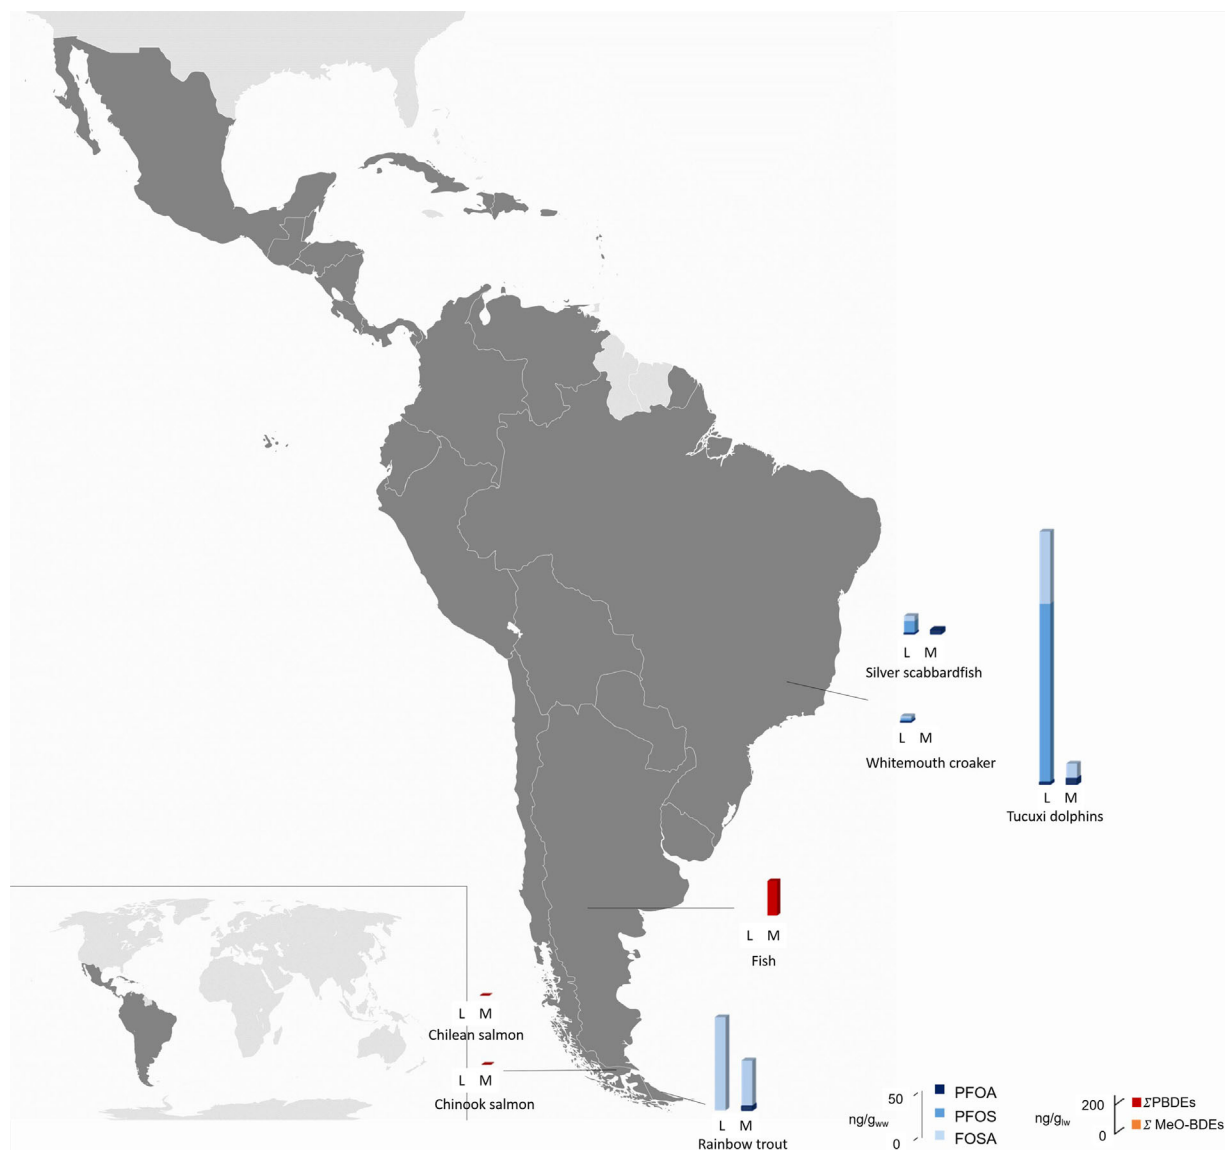 L M
Silver scabbardfish
L M
Whitemouth croaker
L M
Tucuxi dolphins
L M
Fish
L M
Chilean salmon
L M
Chinook salmon
L M
Rainbow trout
50
ng/gww
0
PFOA
PFOS
FOSA
200
ng/glw
0
ΣPBDEs
Σ MeO-BDEs